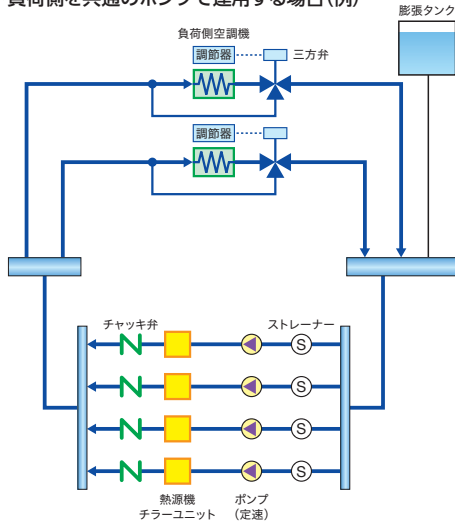 負荷側を共通のポンプで運用する場合(例)
膨張タンク
負荷側空調機
調節器
三方弁
調節器
チャッキ弁
ストレーナー
S
S
S
S
熱源機
チラーユニット
ポンプ
(定速)